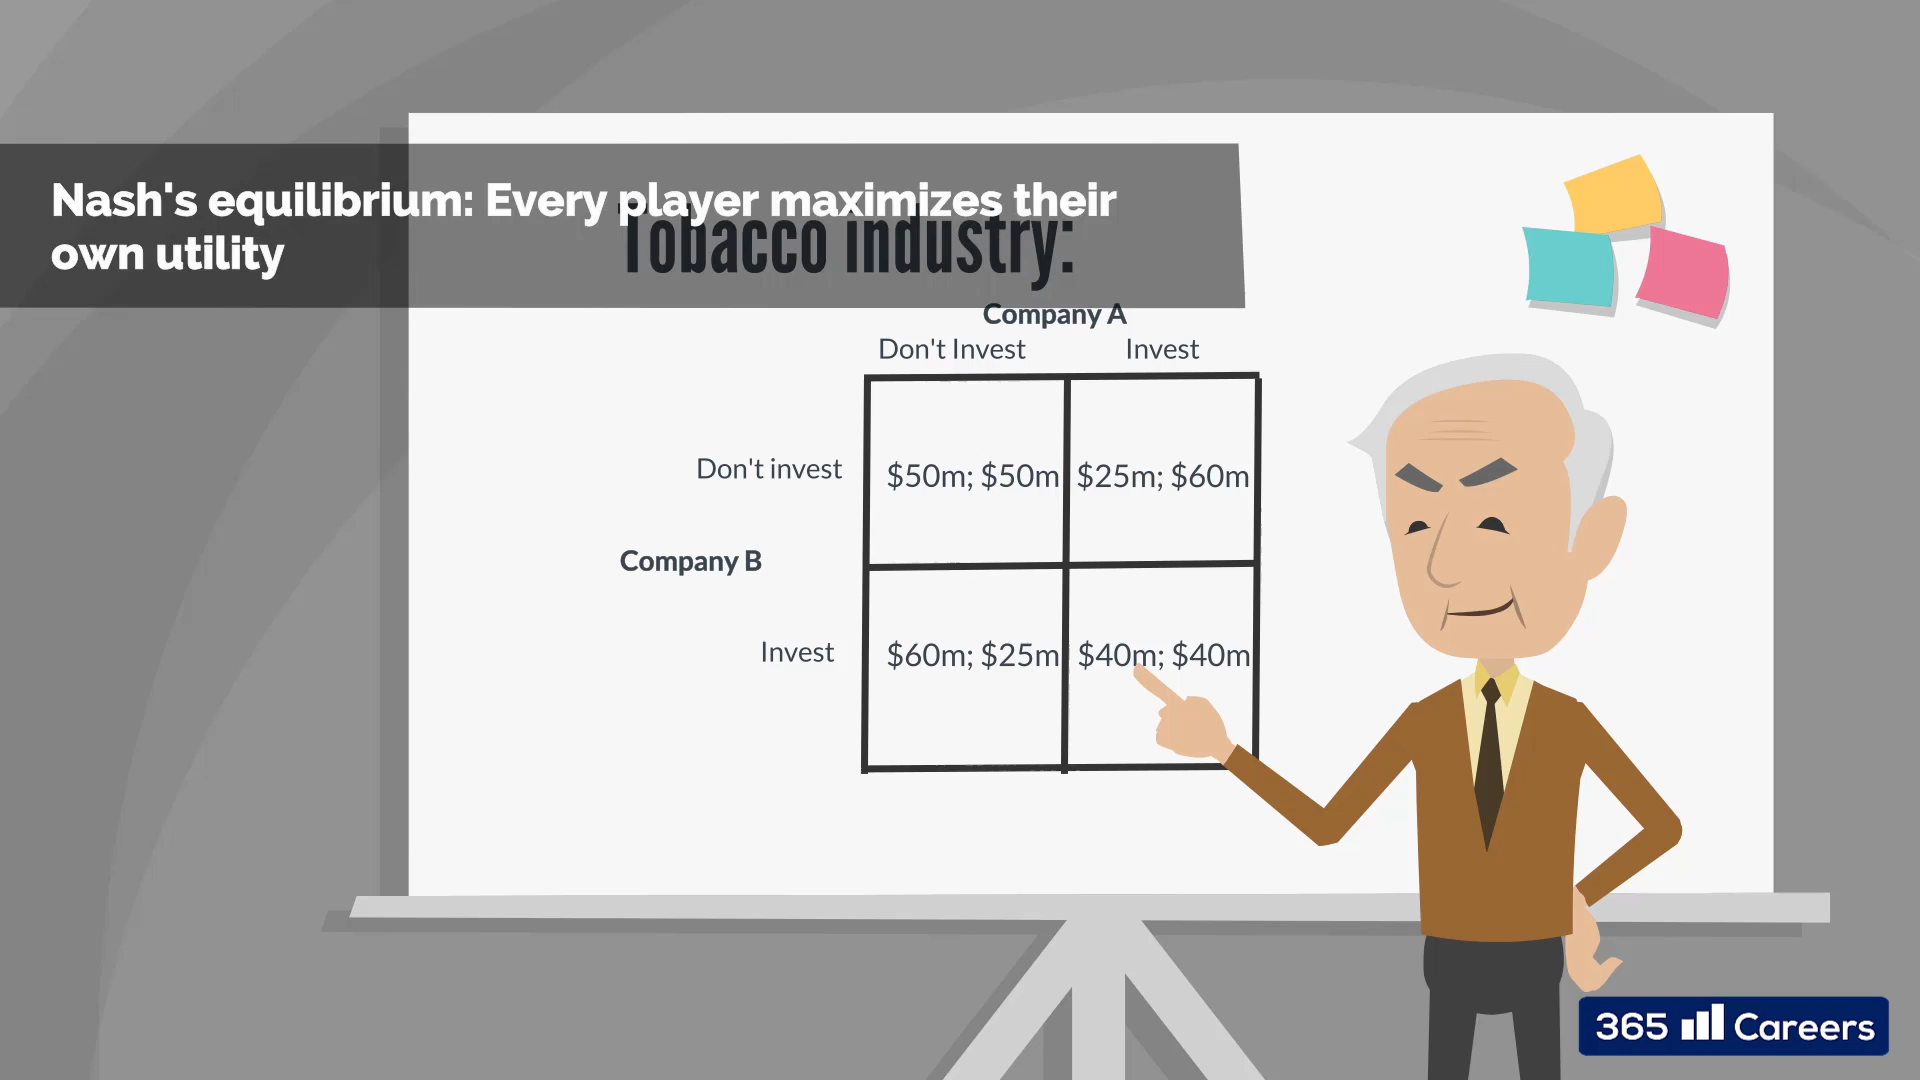 Nash's equilibrium: Every player maximizes their
own utility
Tobacco industry:
Company A
Don't Invest Invest
Don't invest $50m; $50m $25m; $60m
Company B
Invest $60m; $25m $40m; $40m
365 Careers